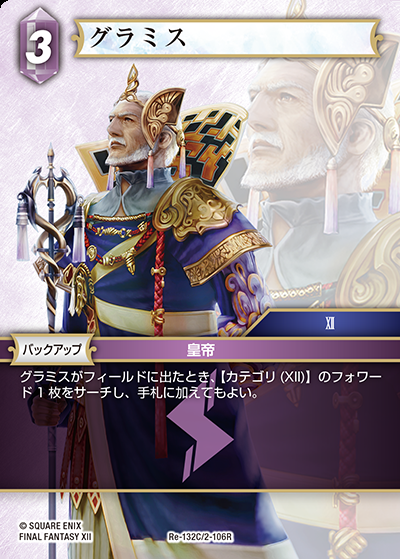 3
グラミス
XII
バックアップ
皇帝
グラミスがフィールドに出たとき、【カテゴリ(XII)】のフォワー
ド1枚をサーチし、手札に加えてもよい。
© SQUARE ENIX
FINAL FANTASY XII
Re-132C/2-106R